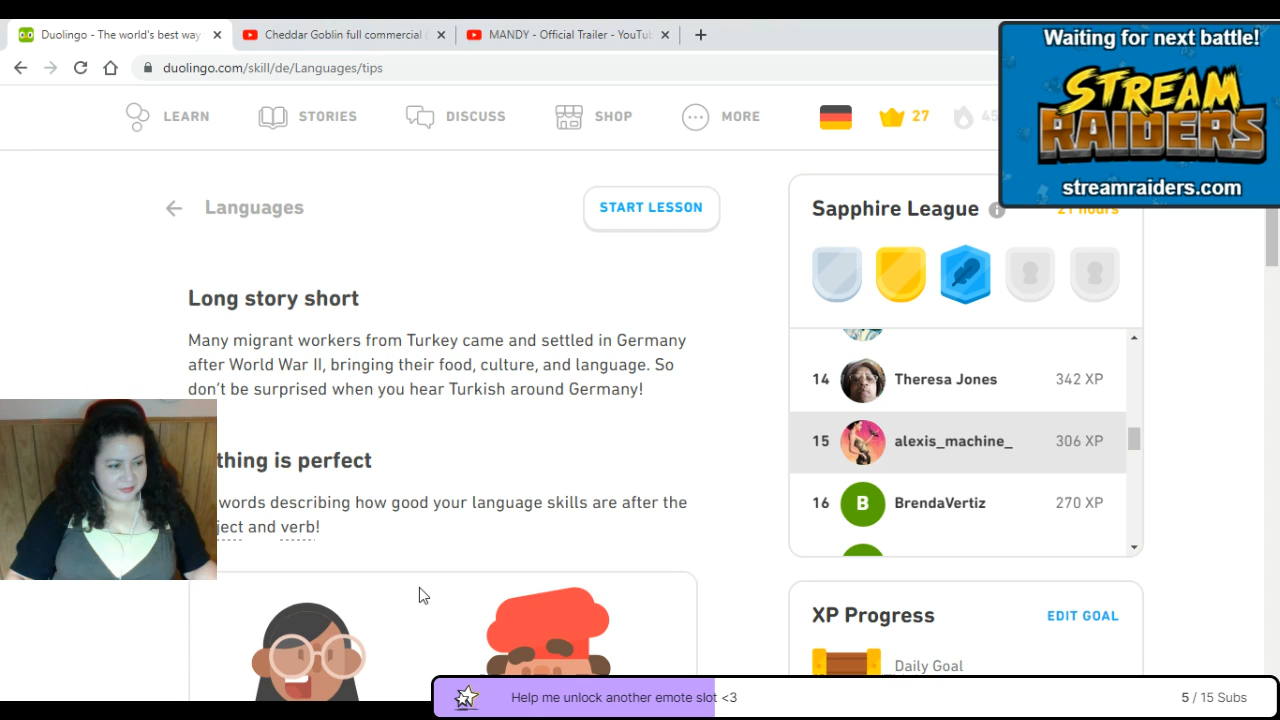 Duolingo - The world's best way
Cheddar Goblin full commercial
MANDY - Official Trailer - YouTu
duolingo.com/skill/de/Languages/tips
Waiting for next battle!
STREAM
RAIDERS
streamraiders.com
LEARN
STORIES
DISCUSS
SHOP
MORE
27
45
Languages
START LESSON
Long story short
Many migrant workers from Turkey came and settled in Germany
after World War II, bringing their food, culture, and language. So
don't be surprised when you hear Turkish around Germany!
thing is perfect
words describing how good your language skills are after the
ject and verb!
Sapphire League
21 hours
14 Theresa Jones 342 XP
15 alexis_machine_ 306 XP
16 B BrendaVertiz 270 XP
XP Progress
EDIT GOAL
Daily Goal
Help me unlock another emote slot <3
5 / 15 Subs